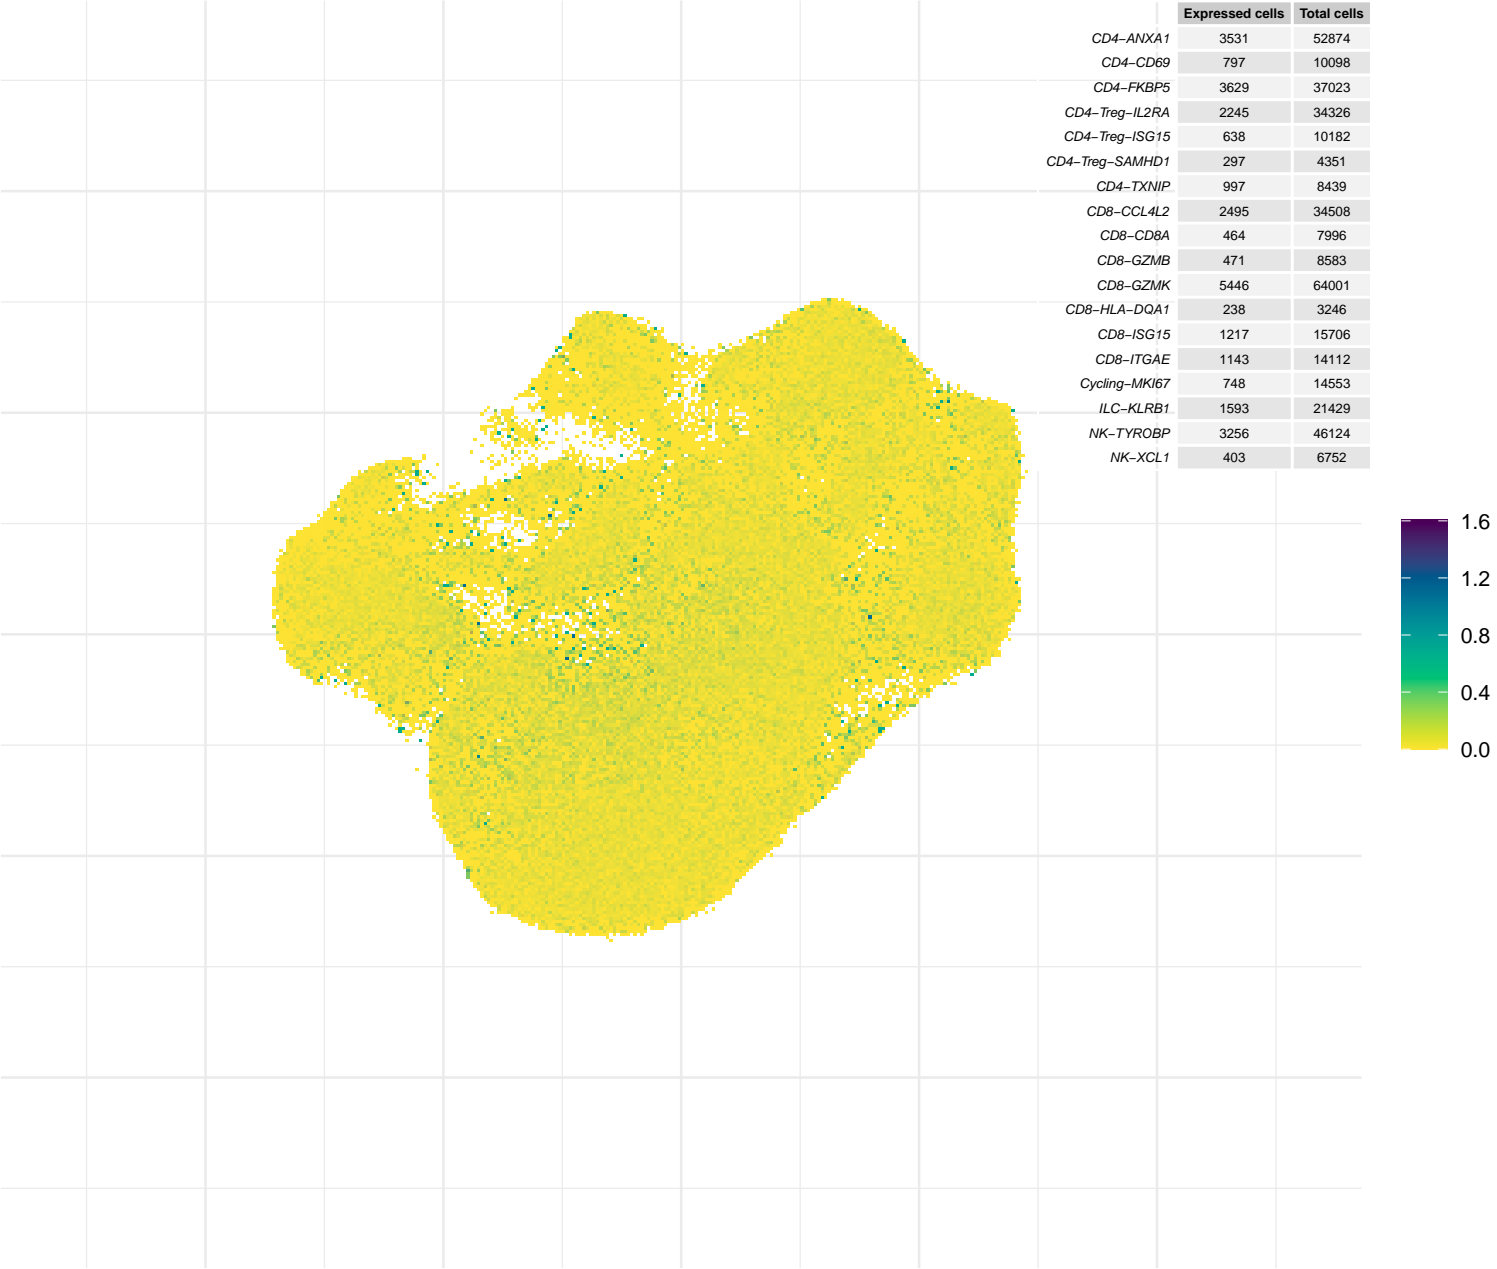 Expressed cells Total cells
CD4−ANXA1 3531 52874
CD4−CD69 797 10098
CD4−FKBP5 3629 37023
CD4−Treg−IL2RA 2245 34326
CD4−Treg−ISG15 638 10182
CD4−Treg−SAMHD1 297 4351
CD4−TXNIP 997 8439
CD8−CCL4L2 2495 34508
CD8−CD8A 464 7996
CD8−GZMB 471 8583
CD8−GZMK 5446 64001
CD8−HLA−DQA1 238 3246
CD8−ISG15 1217 15706
CD8−ITGAE 1143 14112
Cycling−MKI67 748 14553
ILC−KLRB1 1593 21429
NK−TYROBP 3256 46124
NK−XCL1 403 6752
1.6
1.2
0.8
0.4
0.0